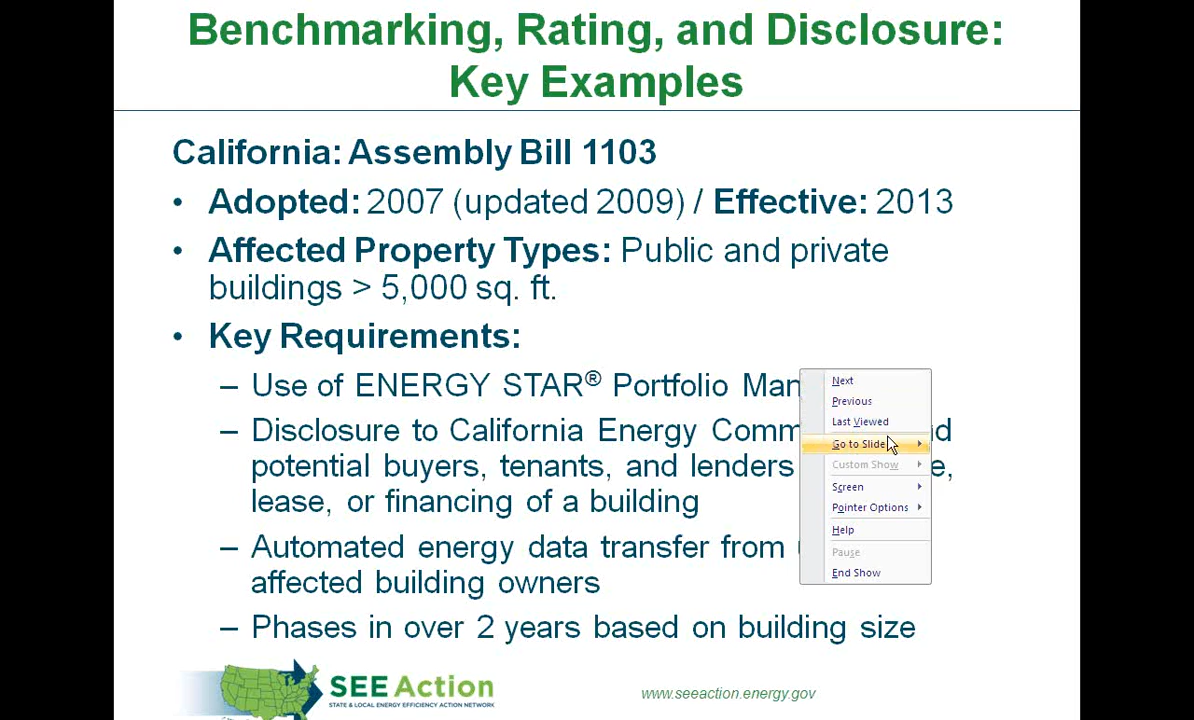 Benchmarking, Rating, and Disclosure:
Key Examples
California: Assembly Bill 1103
• Adopted: 2007 (updated 2009) / Effective: 2013
• Affected Property Types: Public and private
buildings > 5,000 sq. ft.
• Key Requirements:
– Use of ENERGY STAR® Portfolio
– Disclosure to California Energy
potential buyers, tenants, and lenders
lease, or financing of a building
– Automated energy data transfer from
affected building owners
– Phases in over 2 years based on building size
Next
Previous
Last Viewed
Go to Slide
Custom Show
Screen
Pointer Options
Help
Pause
End Show
SEE Action
STATE & LOCAL ENERGY EFFICIENCY ACTION NETWORK
www.seeaction.energy.gov